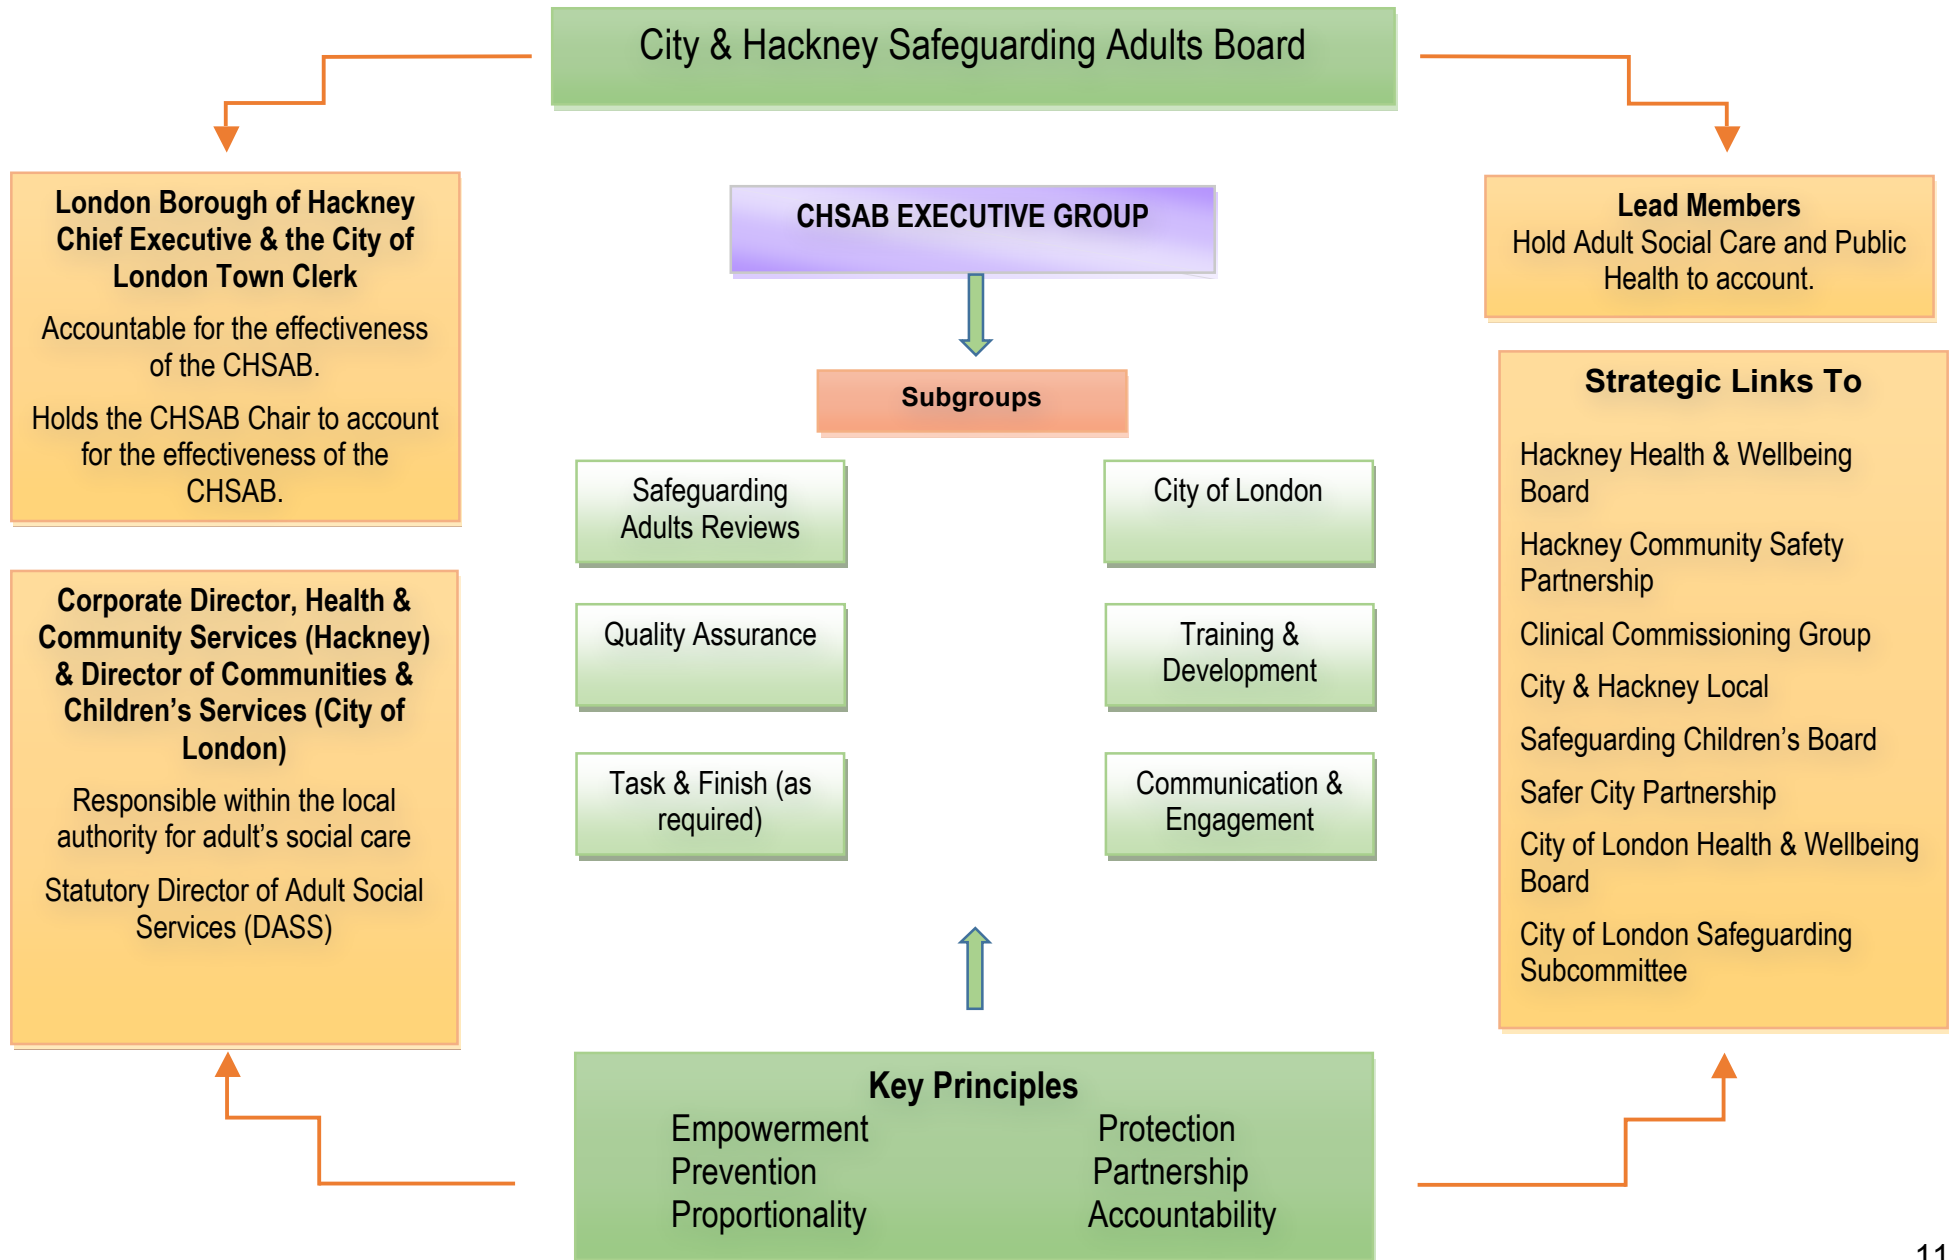 City & Hackney Safeguarding Adults Board
London Borough of Hackney
Chief Executive & the City of
London Town Clerk
Accountable for the effectiveness
of the CHSAB.
Holds the CHSAB Chair to account
for the effectiveness of the
CHSAB.
Corporate Director, Health &
Community Services (Hackney)
& Director of Communities &
Children’s Services (City of
London)
Responsible within the local
authority for adult’s social care
Statutory Director of Adult Social
Services (DASS)
CHSAB EXECUTIVE GROUP
Subgroups
Safeguarding
Adults Reviews
City of London
Quality Assurance
Training &
Development
Task & Finish (as
required)
Communication &
Engagement
Lead Members
Hold Adult Social Care and Public
Health to account.
Strategic Links To
Hackney Health & Wellbeing
Board
Hackney Community Safety
Partnership
Clinical Commissioning Group
City & Hackney Local
Safeguarding Children’s Board
Safer City Partnership
City of London Health & Wellbeing
Board
City of London Safeguarding
Subcommittee
Key Principles
Empowerment Protection
Prevention Partnership
Proportionality Accountability
11